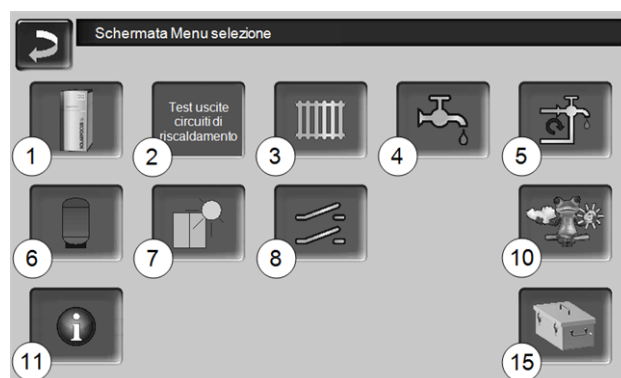 Schermata Menu selezione
1
Test uscite
circuiti di
riscaldamento
2
3
4
5
6
7
8
10
11
15